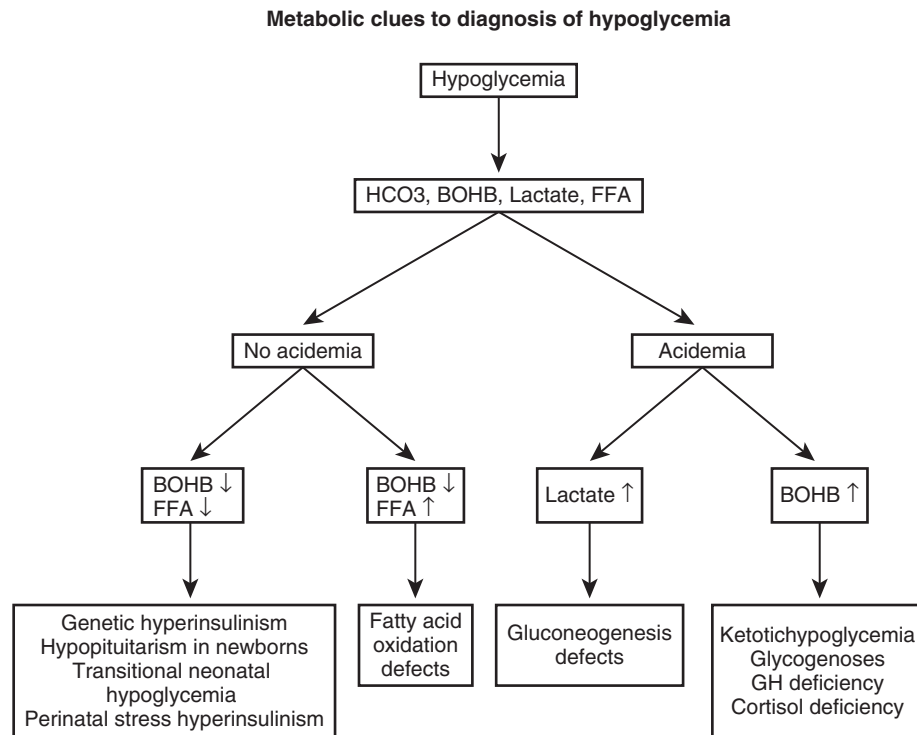 Metabolic clues to diagnosis of hypoglycemia
Hypoglycemia
HCO3, BOHB, Lactate, FFA
No acidemia
Acidemia
BOHB ↓
FFA ↓
BOHB ↓
FFA ↑
Lactate ↑
BOHB ↑
Genetic hyperinsulinism
Hypopituitarism in newborns
Transitional neonatal
hypoglycemia
Perinatal stress hyperinsulinism
Fatty acid
oxidation
defects
Gluconeogenesis
defects
Ketotichypoglycemia
Glycogenoses
GH deficiency
Cortisol deficiency